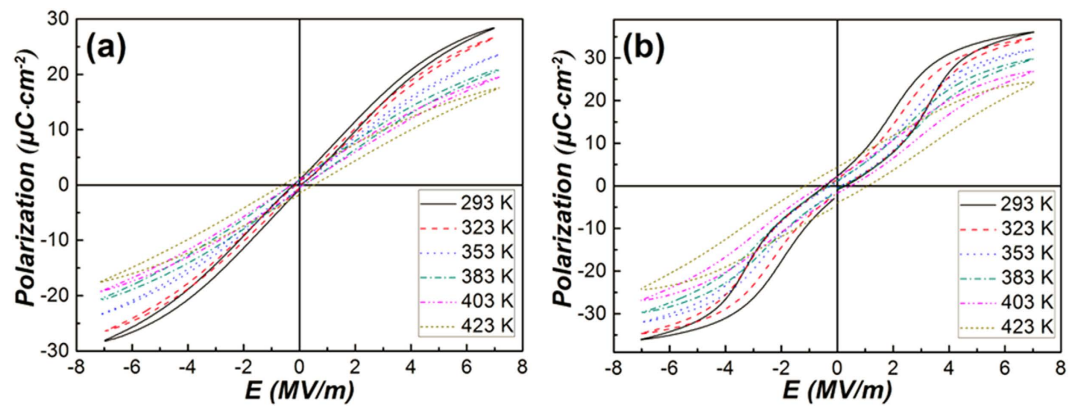 (a)
Polarization (μC·cm⁻²)
30
20
10
0
-10
-20
-30
-8 -6 -4 -2 0 2 4 6 8
E (MV/m)
293 K
323 K
353 K
383 K
403 K
423 K
(b)
Polarization (μC·cm⁻²)
30
20
10
0
-10
-20
-30
-8 -6 -4 -2 0 2 4 6 8
E (MV/m)
293 K
323 K
353 K
383 K
403 K
423 K